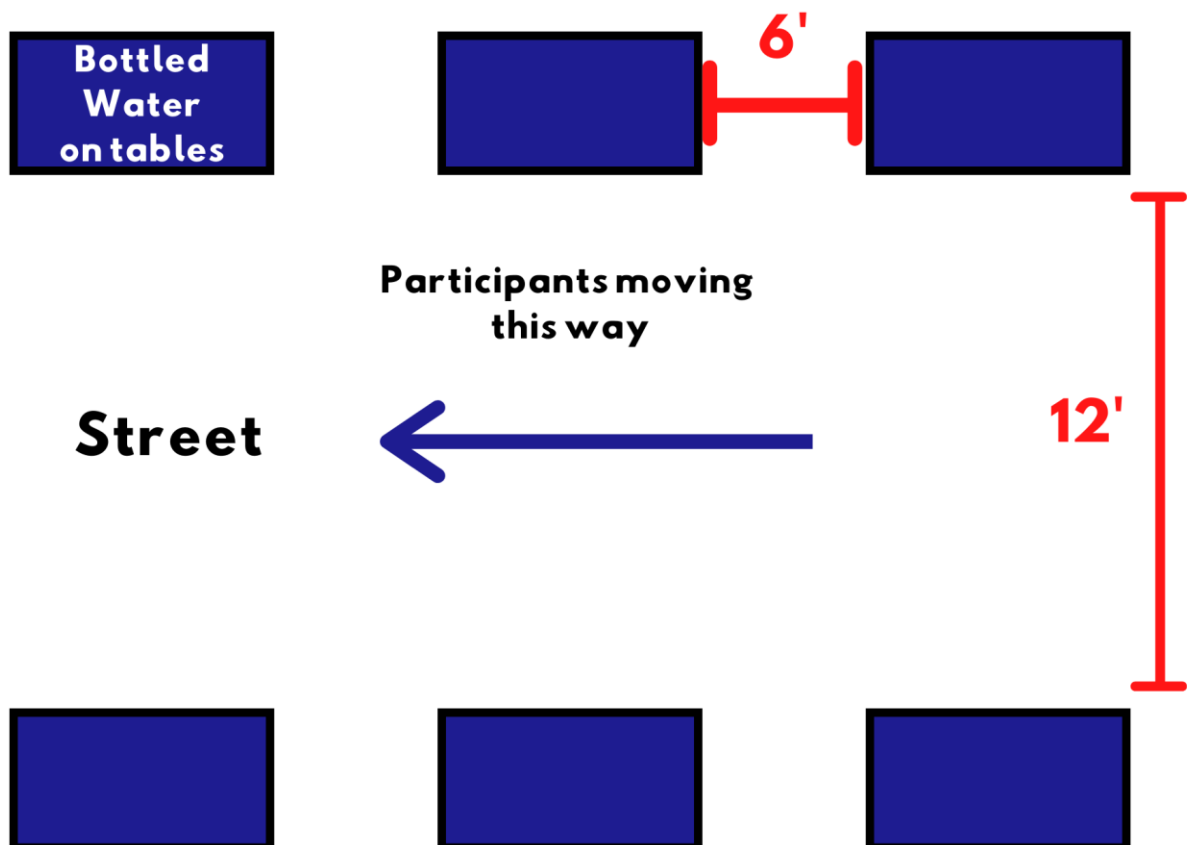 Bottled
Water
on tables
6'
Participants moving
this way
Street
12'